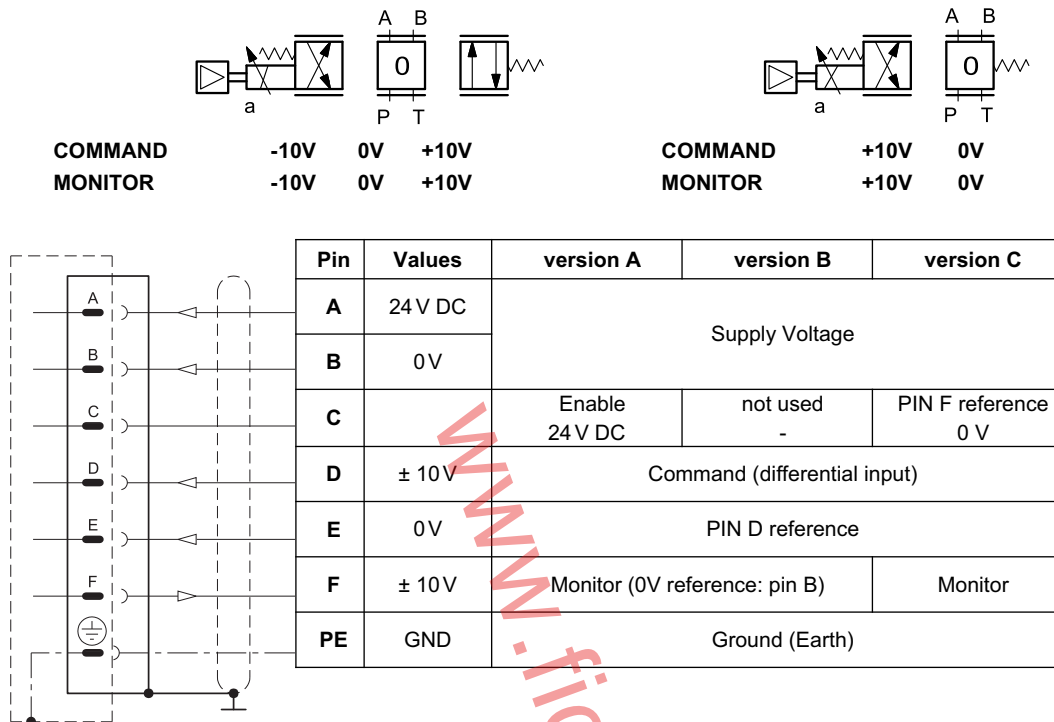 A B A B
0 0
a a
P T P T
COMMAND -10V 0V +10V COMMAND +10V 0V
MONITOR -10V 0V +10V MONITOR +10V 0V
Pin Values version A version B version C
A A 24 V DC Supply Voltage
B B 0 V
C C Enable 24 V DC not used - PIN F reference 0 V
D D ± 10 V Command (differential input)
E E 0 V PIN D reference
F F ± 10 V Monitor (0V reference: pin B) Monitor
PE GND Ground (Earth)